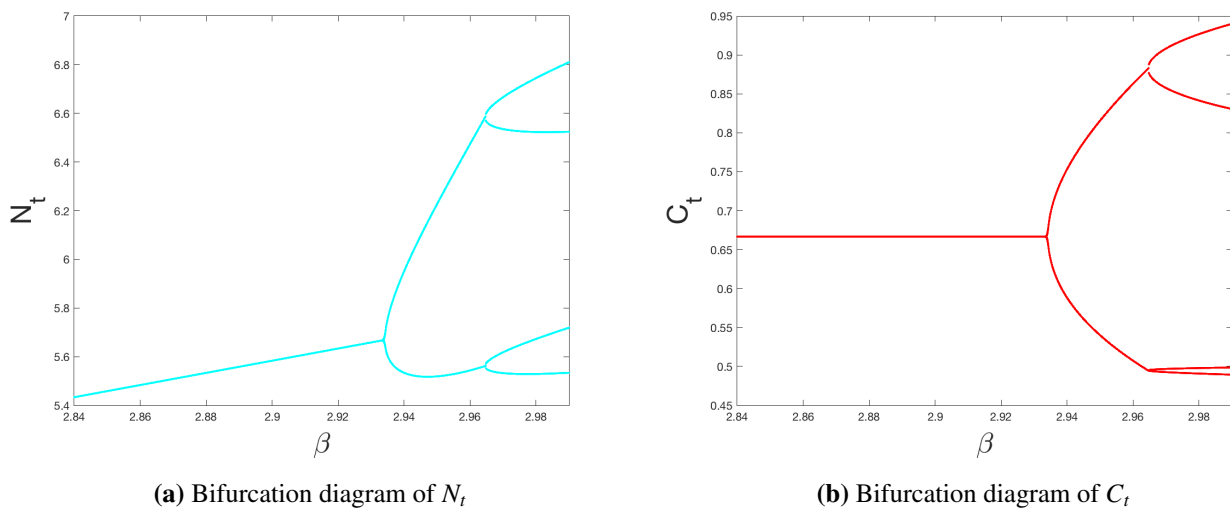 7
6.8
6.6
6.4
6.2
6
5.8
5.6
5.4
N_t
2.84 2.86 2.88 2.9 2.92 2.94 2.96 2.98
β
(a) Bifurcation diagram of N_t
0.95
0.9
0.85
0.8
0.75
0.7
0.65
0.6
0.55
0.5
0.45
C_t
2.84 2.86 2.88 2.9 2.92 2.94 2.96 2.98
β
(b) Bifurcation diagram of C_t